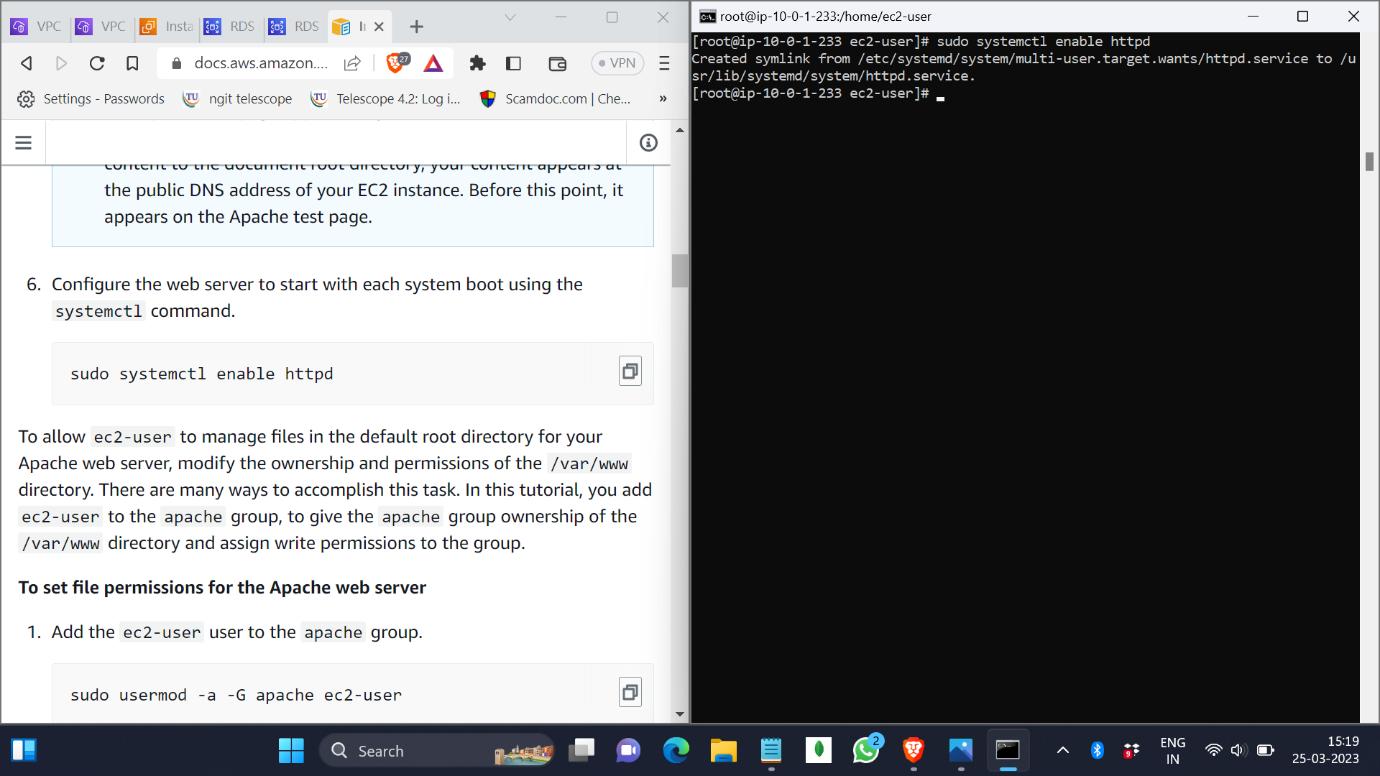 VPC
VPC
Insta
RDS
RDS
docs.aws.amazon....
27
VPN
Settings - Passwords
ngit telescope
Telescope 4.2: Log i...
Scamdoc.com | Che...
»
content to the document root directory, your content appears at
the public DNS address of your EC2 instance. Before this point, it
appears on the Apache test page.
6. Configure the web server to start with each system boot using the
systemctl command.
sudo systemctl enable httpd
To allow ec2-user to manage files in the default root directory for your
Apache web server, modify the ownership and permissions of the /var/www
directory. There are many ways to accomplish this task. In this tutorial, you add
ec2-user to the apache group, to give the apache group ownership of the
/var/www directory and assign write permissions to the group.
To set file permissions for the Apache web server
1. Add the ec2-user user to the apache group.
sudo usermod -a -G apache ec2-user
root@ip-10-0-1-233:/home/ec2-user
[root@ip-10-0-1-233 ec2-user]# sudo systemctl enable httpd
Created symlink from /etc/systemd/system/multi-user.target.wants/httpd.service to /u
sr/lib/systemd/system/httpd.service.
[root@ip-10-0-1-233 ec2-user]#
Search
2
9
ENG
IN
15:19
25-03-2023